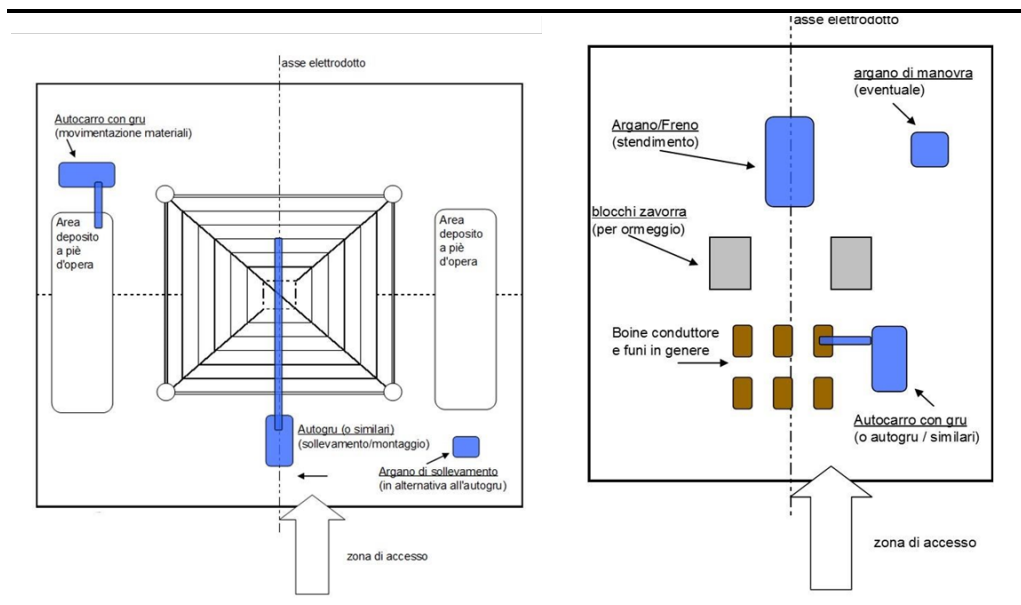 asse elettrodotto
Autocarro con gru
(movimentazione materiali)
Area
deposito
a piè
d'opera
Area
deposito
a piè
d'opera
Autogru (o similari)
(sollevamento/montaggio)
Argano di sollevamento
(in alternativa all'autogru)
zona di accesso
asse elettrodotto
argano di manovra
(eventuale)
Argano/Freno
(stendimento)
blocchi zavorra
(per ormeggio)
Boine conduttore
e funi in genere
Autocarro con gru
(o autogru / similari)
zona di accesso